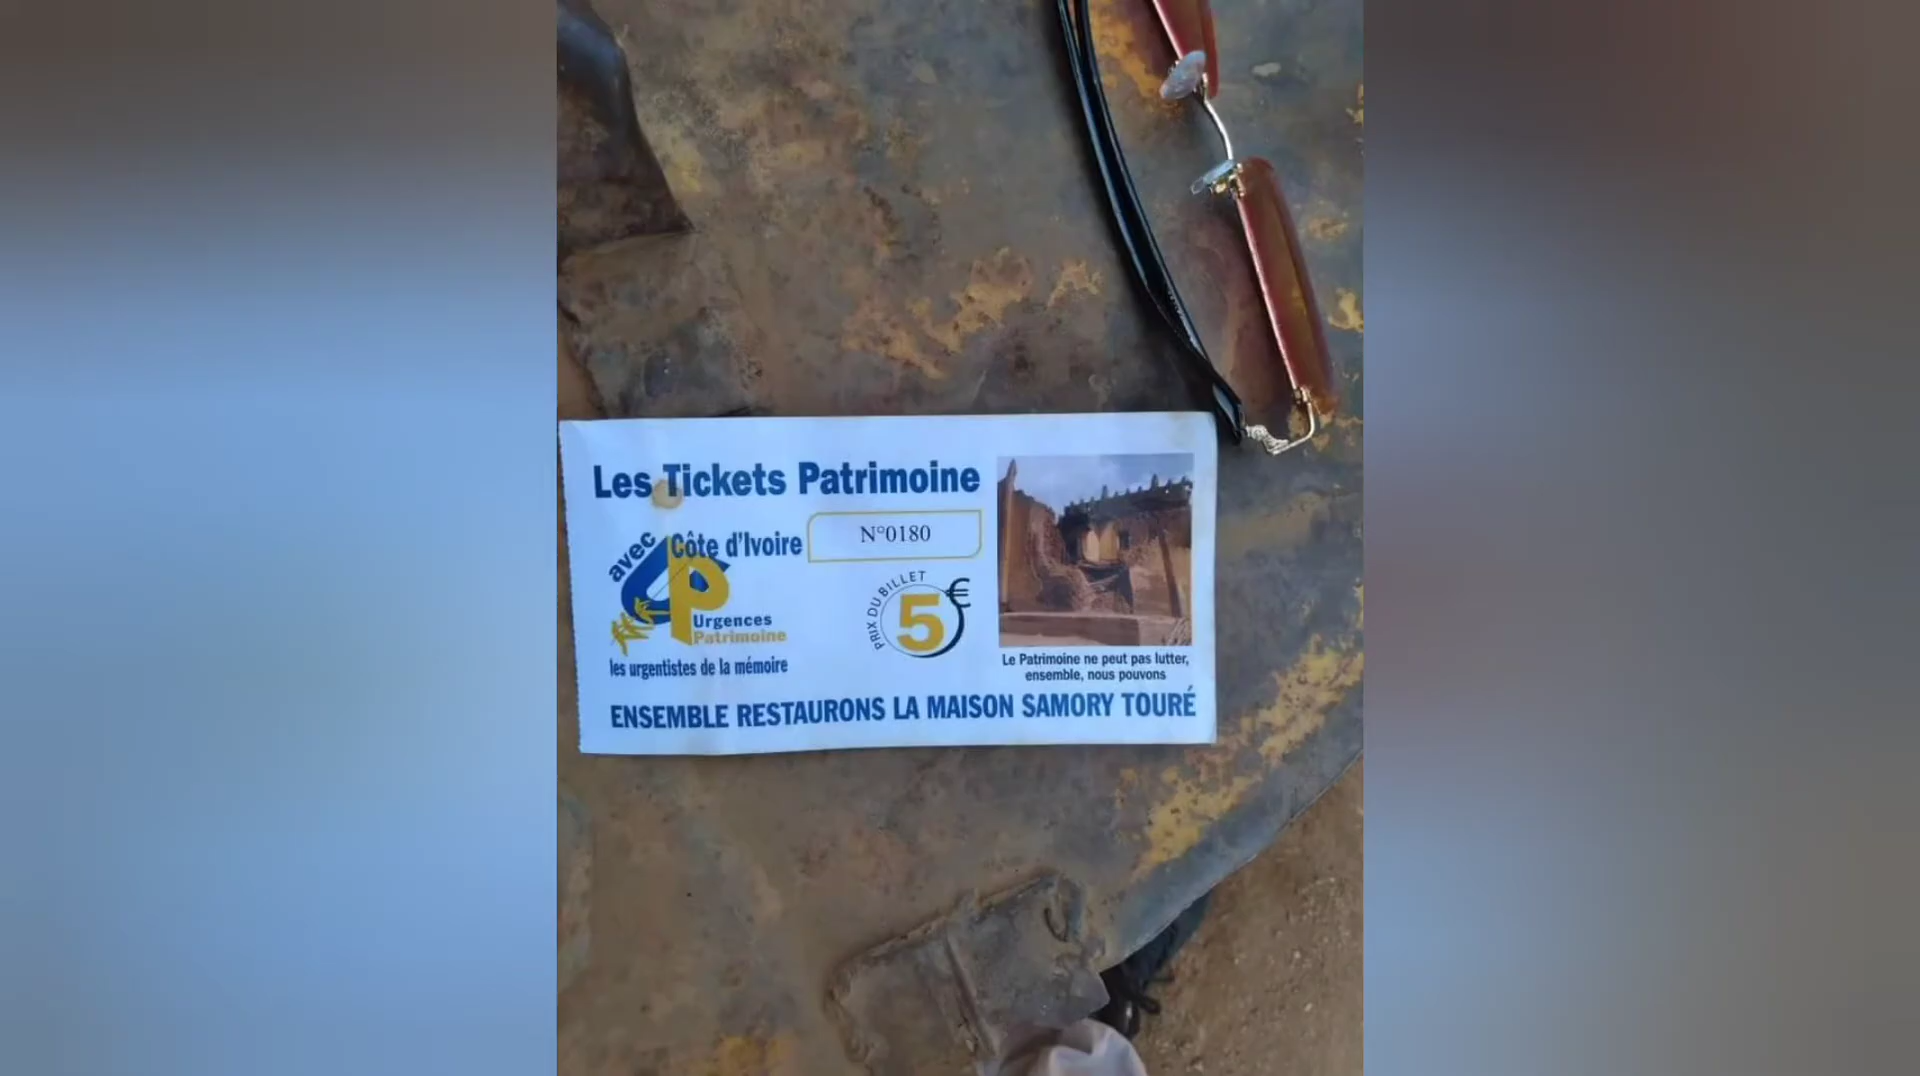 Les Tickets Patrimoine
avec Côte d'Ivoire
N°0180
UP
Urgences
Patrimoine
les urgentistes de la mémoire
PRIX DU BILLET
5€
Le Patrimoine ne peut pas lutter,
ensemble, nous pouvons
ENSEMBLE RESTAURONS LA MAISON SAMORY TOURÉ